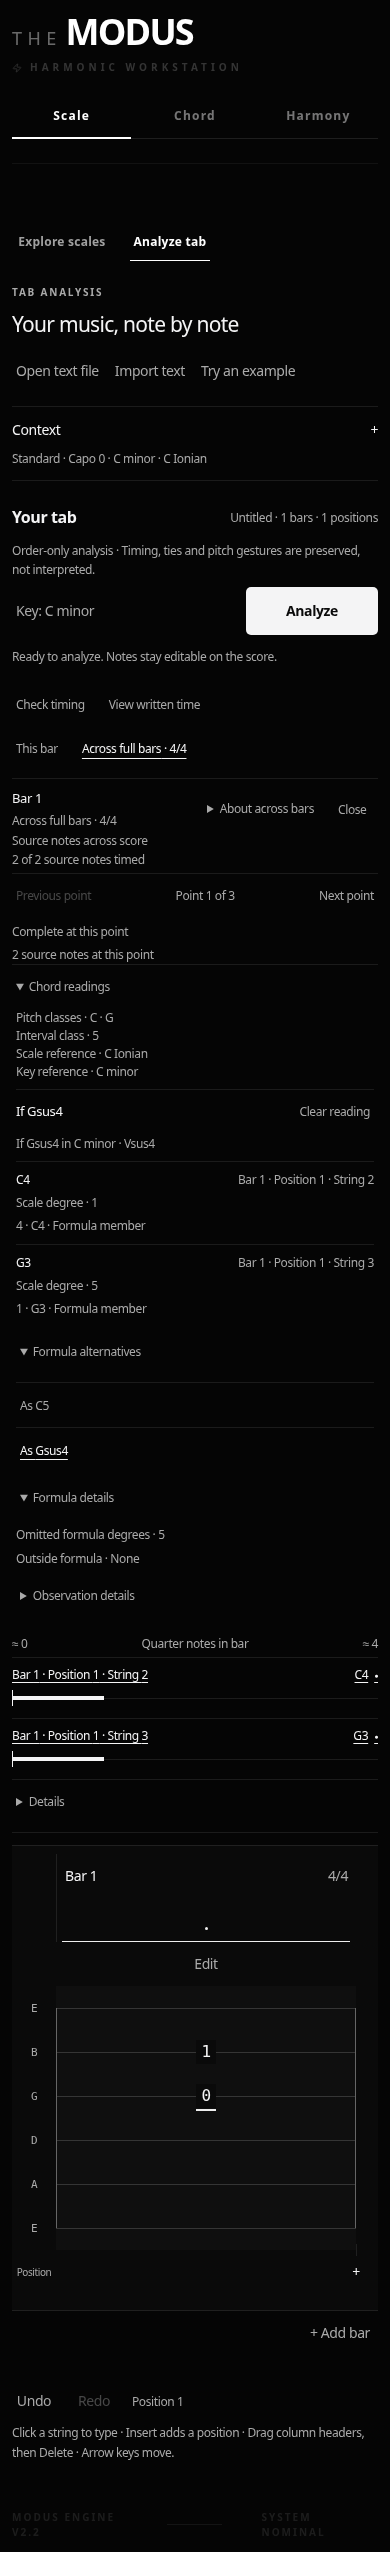 THE MODUS
HARMONIC WORKSTATION
Scale Chord Harmony
Explore scales Analyze tab
TAB ANALYSIS
Your music, note by note
Open text file Import text Try an example
Context +
Standard · Capo 0 · C minor · C Ionian
Your tab Untitled · 1 bars · 1 positions
Order-only analysis · Timing, ties and pitch gestures are preserved,
not interpreted.
Key: C minor Analyze
Ready to analyze. Notes stay editable on the score.
Check timing View written time
This bar Across full bars · 4/4
Bar 1
▶ About across bars Close
Across full bars · 4/4
Source notes across score
2 of 2 source notes timed
Previous point Point 1 of 3 Next point
Complete at this point
2 source notes at this point
▼ Chord readings
Pitch classes · C · G
Interval class · 5
Scale reference · C Ionian
Key reference · C minor
If Gsus4 Clear reading
If Gsus4 in C minor · Vsus4
C4 Bar 1 · Position 1 · String 2
Scale degree · 1
4 · C4 · Formula member
G3 Bar 1 · Position 1 · String 3
Scale degree · 5
1 · G3 · Formula member
▼ Formula alternatives
As C5
As Gsus4
▼ Formula details
Omitted formula degrees · 5
Outside formula · None
▶ Observation details
≈ 0 Quarter notes in bar ≈ 4
Bar 1 · Position 1 · String 2 C4 •
Bar 1 · Position 1 · String 3 G3 •
▶ Details
Bar 1 4/4
·
Edit
E
B 1
G 0
D
A
E
Position +
+ Add bar
Undo Redo Position 1
Click a string to type · Insert adds a position · Drag column headers,
then Delete · Arrow keys move.
MODUS ENGINE
V2.2
SYSTEM
NOMINAL